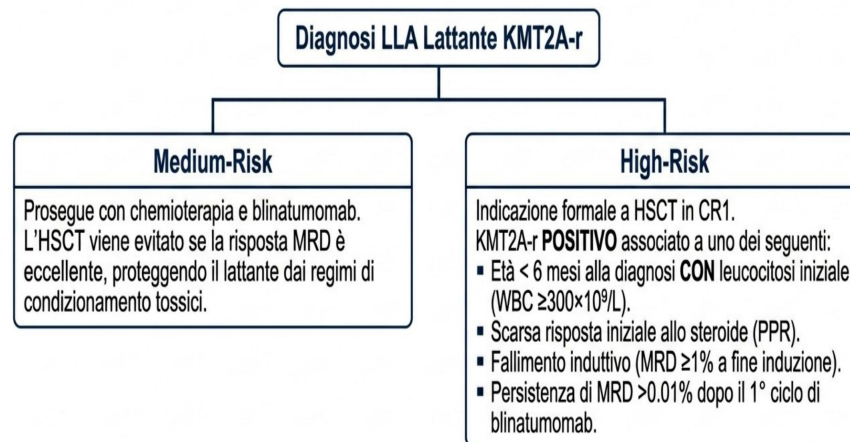 Diagnosi LLA Lattante KMT2A-r
Medium-Risk
Prosegue con chemioterapia e blinatumomab.
L'HSCT viene evitato se la risposta MRD è
eccellente, proteggendo il lattante dai regimi di
condizionamento tossici.
High-Risk
Indicazione formale a HSCT in CR1.
KMT2A-r POSITIVO associato a uno dei seguenti:
▪ Età < 6 mesi alla diagnosi CON leucocitosi iniziale
(WBC ≥300×10⁹/L).
▪ Scarsa risposta iniziale allo steroide (PPR).
▪ Fallimento induttivo (MRD ≥1% a fine induzione).
▪ Persistenza di MRD >0.01% dopo il 1° ciclo di
blinatumomab.